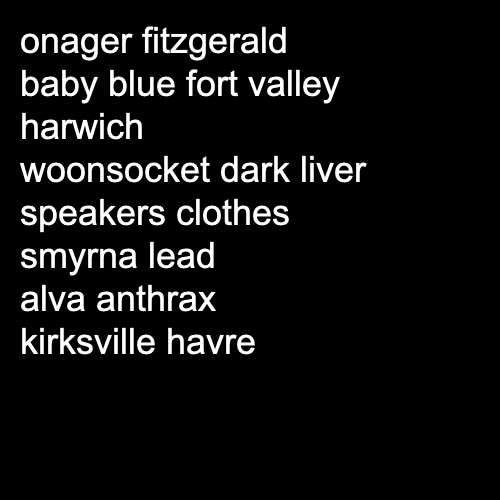 onager fitzgerald
baby blue fort valley
harwich
woonsocket dark liver
speakers clothes
smyrna lead
alva anthrax
kirksville havre